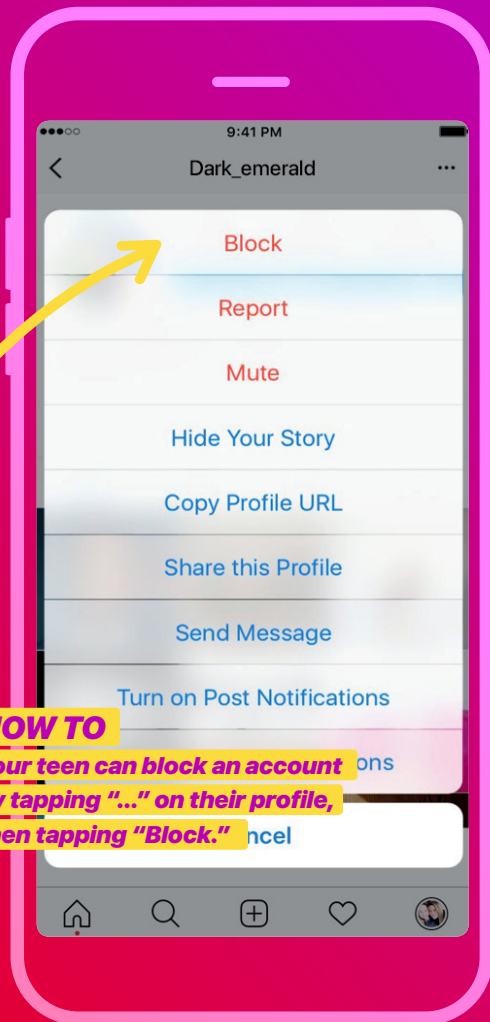 9:41 PM
Dark_emerald
Block
Report
Mute
Hide Your Story
Copy Profile URL
Share this Profile
Send Message
Turn on Post Notifications
OW TO
our teen can block an account
ons
y tapping “...” on their profile,
en tapping “Block.”
ncel